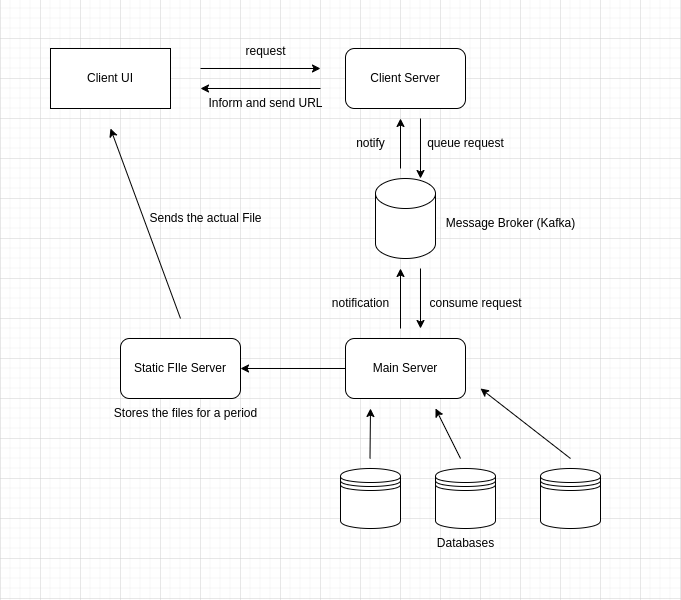 request
Client UI
Client Server
Inform and send URL
notify
queue request
Sends the actual File
Message Broker (Kafka)
notification
consume request
Static FIle Server
Main Server
Stores the files for a period
Databases